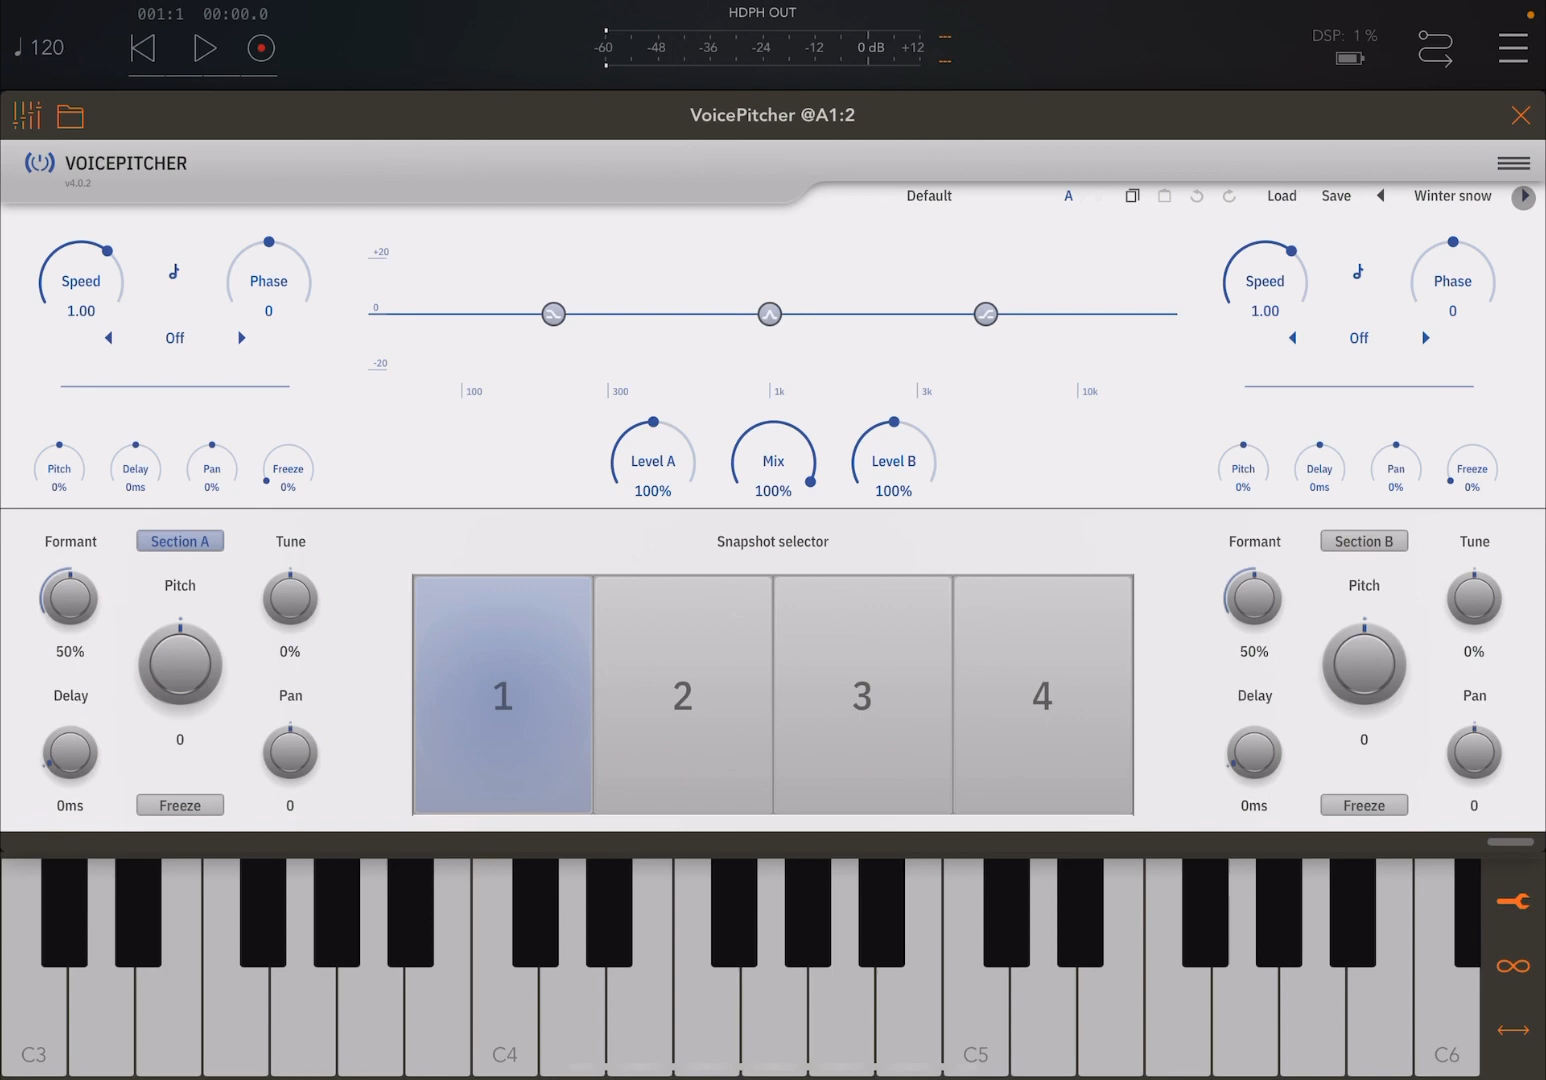 001:1 00:00.0
HDPH OUT
120
-60 -48 -36 -24 -12 0 dB +12
DSP: 1 %
VoicePitcher @A1:2
VOICEPITCHER
v4.0.2
Default A Load Save Winter snow
Speed
1.00
Off
Phase
0
+20
0
-20
100 300 1k 3k 10k
Speed
1.00
Off
Phase
0
Pitch
0%
Delay
0ms
Pan
0%
Freeze
0%
Level A
100%
Mix
100%
Level B
100%
Pitch
0%
Delay
0ms
Pan
0%
Freeze
0%
Formant
50%
Delay
0ms
Section A
Pitch
0
Freeze
Tune
0%
Pan
0
Snapshot selector
1 2 3 4
Formant
50%
Delay
0ms
Section B
Pitch
0
Freeze
Tune
0%
Pan
0
C3 C4 C5 C6